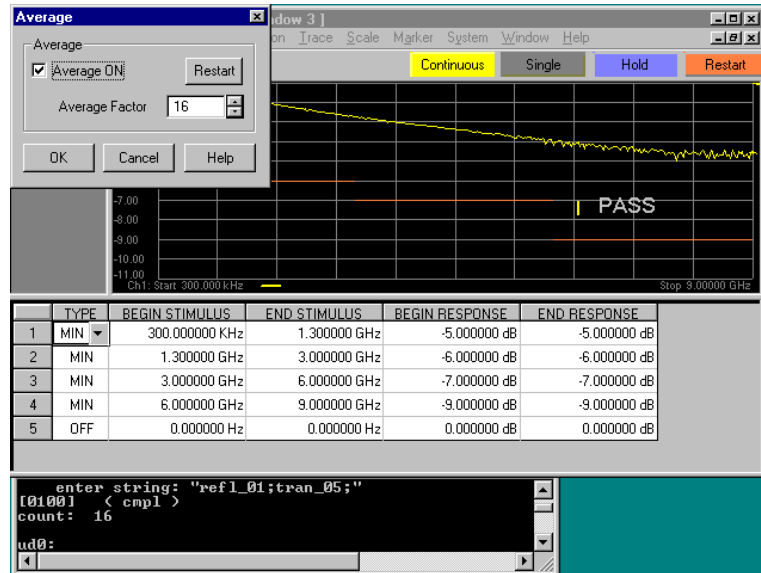 Average
ndow 3 ]
on Trace Scale Marker System Window Help
Average
Average ON
Restart
Average Factor 16
OK Cancel Help
Continuous Single Hold Restart
PASS
-7.00
-8.00
-9.00
-10.00
-11.00
Ch1: Start 300.000 kHz
Stop 9.00000 GHz
TYPE BEGIN STIMULUS END STIMULUS BEGIN RESPONSE END RESPONSE
1 MIN 300.000000 KHz 1.300000 GHz -5.000000 dB -5.000000 dB
2 MIN 1.300000 GHz 3.000000 GHz -6.000000 dB -6.000000 dB
3 MIN 3.000000 GHz 6.000000 GHz -7.000000 dB -7.000000 dB
4 MIN 6.000000 GHz 9.000000 GHz -9.000000 dB -9.000000 dB
5 OFF 0.000000 Hz 0.000000 Hz 0.000000 dB 0.000000 dB
enter string: "refl_01;tran_05;"
[0100] ( cmpl )
count: 16
ud0: